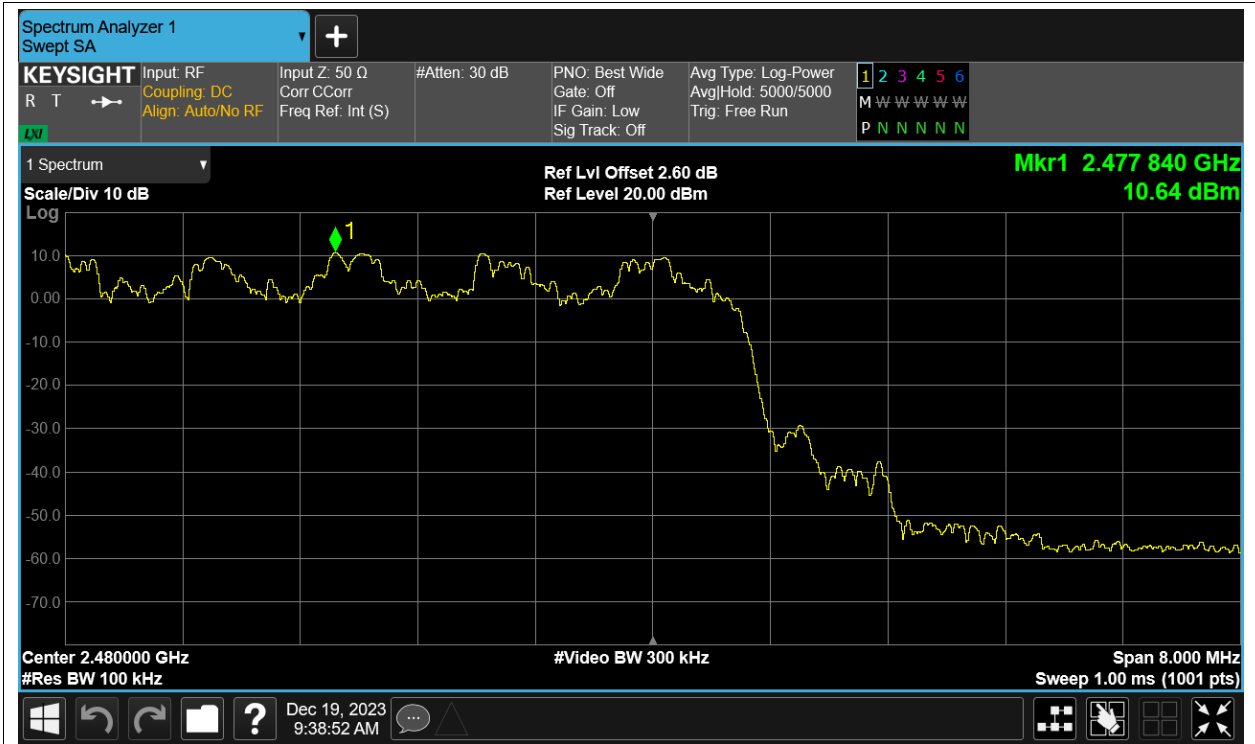 Spectrum Analyzer 1
Swept SA
KEYSIGHT
R T
LXI
Input: RF
Coupling: DC
Align: Auto/No RF
Input Z: 50 Ω
Corr CCorr
Freq Ref: Int (S)
#Atten: 30 dB
PNO: Best Wide
Gate: Off
IF Gain: Low
Sig Track: Off
Avg Type: Log-Power
Avg|Hold: 5000/5000
Trig: Free Run
1 2 3 4 5 6
M W W W W W
P N N N N N
1 Spectrum
Scale/Div 10 dB
Log
Ref Lvl Offset 2.60 dB
Ref Level 20.00 dBm
Mkr1 2.477 840 GHz
10.64 dBm
1
10.0
0.00
-10.0
-20.0
-30.0
-40.0
-50.0
-60.0
-70.0
Center 2.480000 GHz
#Res BW 100 kHz
#Video BW 300 kHz
Span 8.000 MHz
Sweep 1.00 ms (1001 pts)
?
Dec 19, 2023
9:38:52 AM